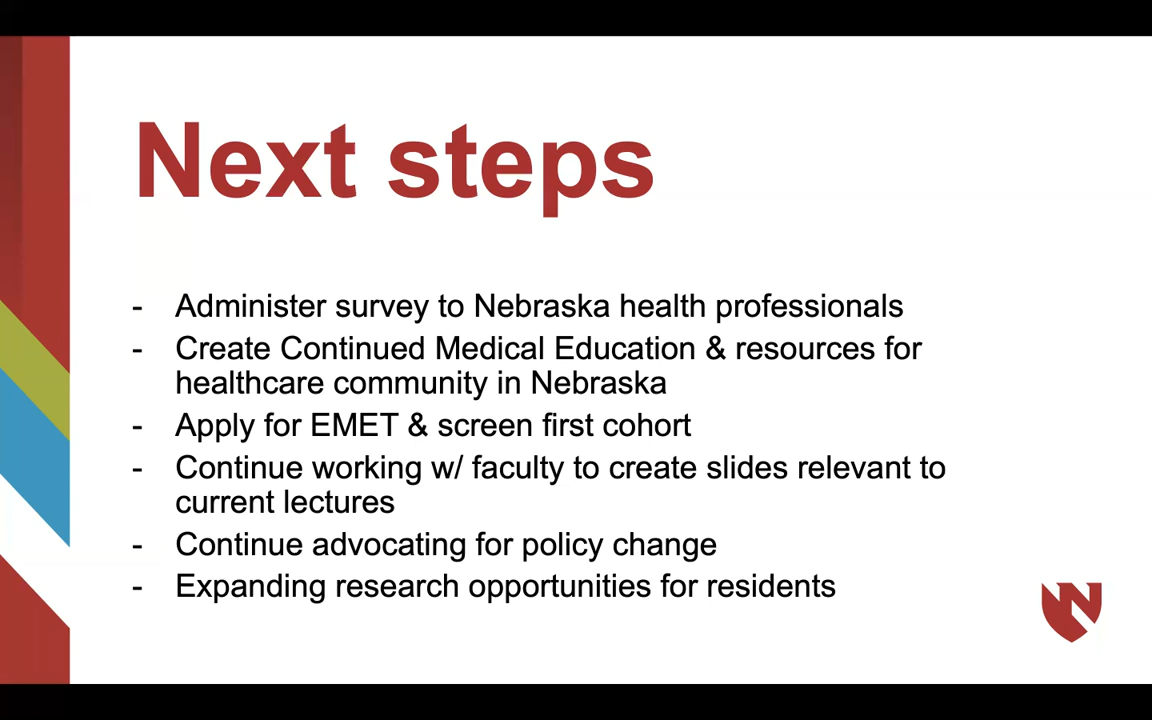 Next steps
- Administer survey to Nebraska health professionals
- Create Continued Medical Education & resources for
healthcare community in Nebraska
- Apply for EMET & screen first cohort
- Continue working w/ faculty to create slides relevant to
current lectures
- Continue advocating for policy change
- Expanding research opportunities for residents